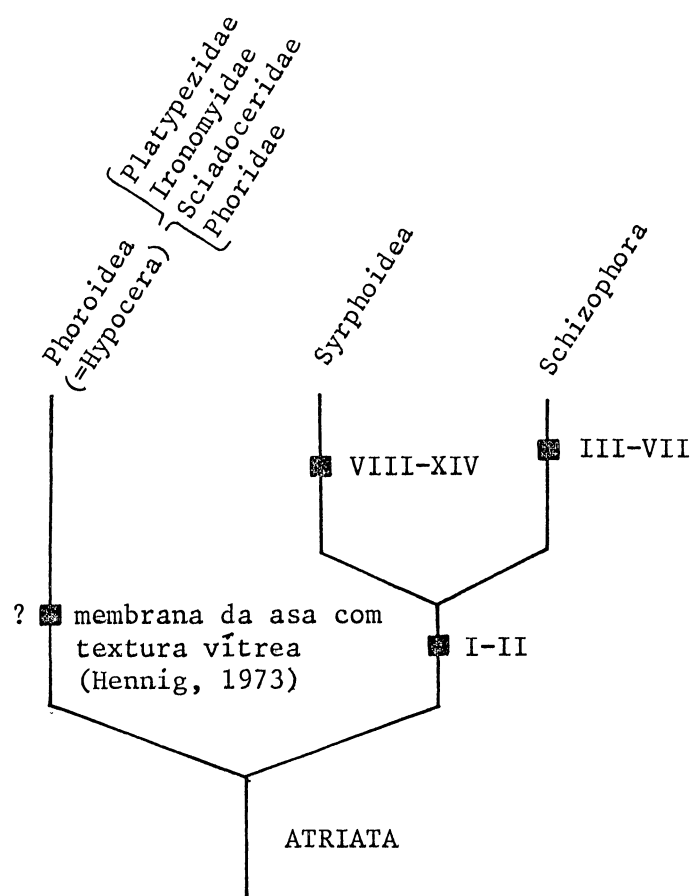 Platypezidae
Ironomyidae
Sciadoceridae
Phoridae
Phoroidea
(=Hypocera)
Syrphoidea
Schizophora
VIII-XIV
III-VII
? membrana da asa com
textura vítrea
(Hennig, 1973)
I-II
ATRIATA